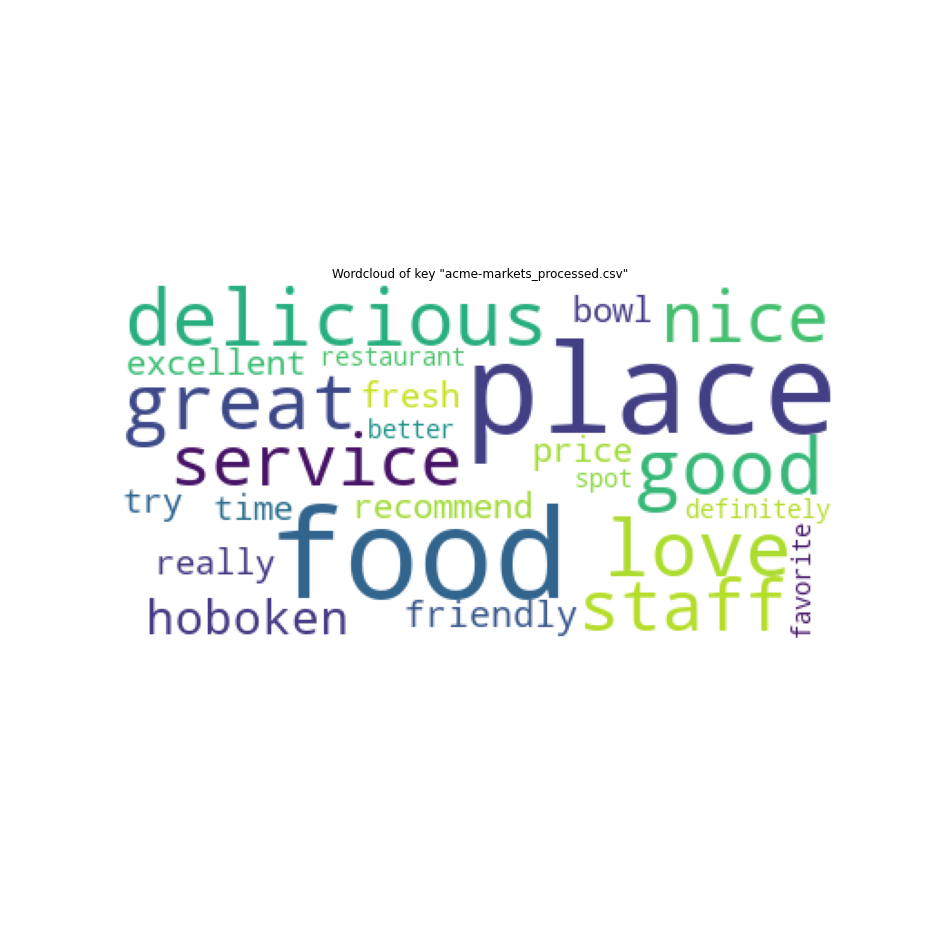 Wordcloud of key "acme-markets_processed.csv"
delicious bowl nice
excellent restaurant place
great fresh
better
service price good
spot
try time recommend definitely
food love
really favorite
hoboken friendly staff